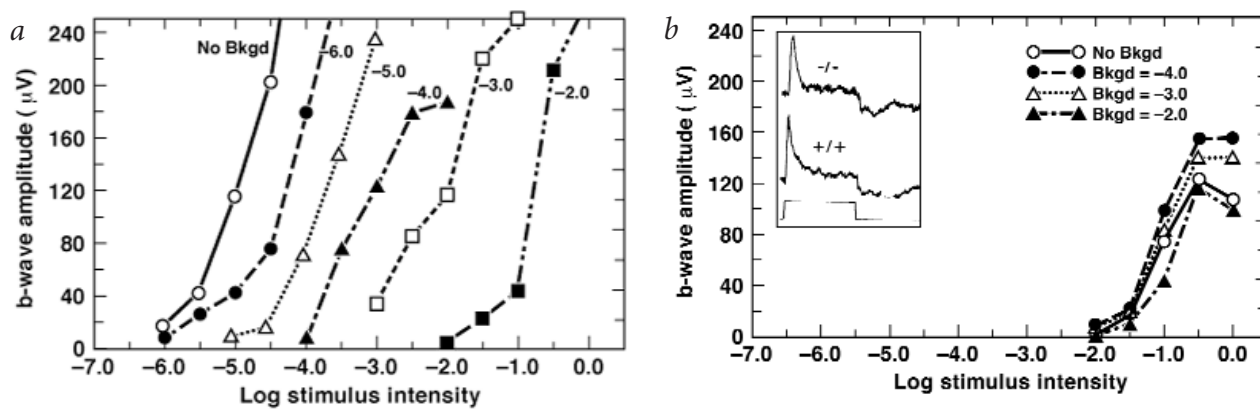 a
b-wave amplitude ( μV)
240
200
160
120
80
40
0
No Bkgd
–6.0
–5.0
–4.0
–3.0
–2.0
–7.0 –6.0 –5.0 –4.0 –3.0 –2.0 –1.0 0.0
Log stimulus intensity
b
b-wave amplitude ( μV)
240
200
160
120
80
40
0
-/-
+/+
No Bkgd
Bkgd = –4.0
Bkgd = –3.0
Bkgd = –2.0
–7.0 –6.0 –5.0 –4.0 –3.0 –2.0 –1.0 0.0
Log stimulus intensity